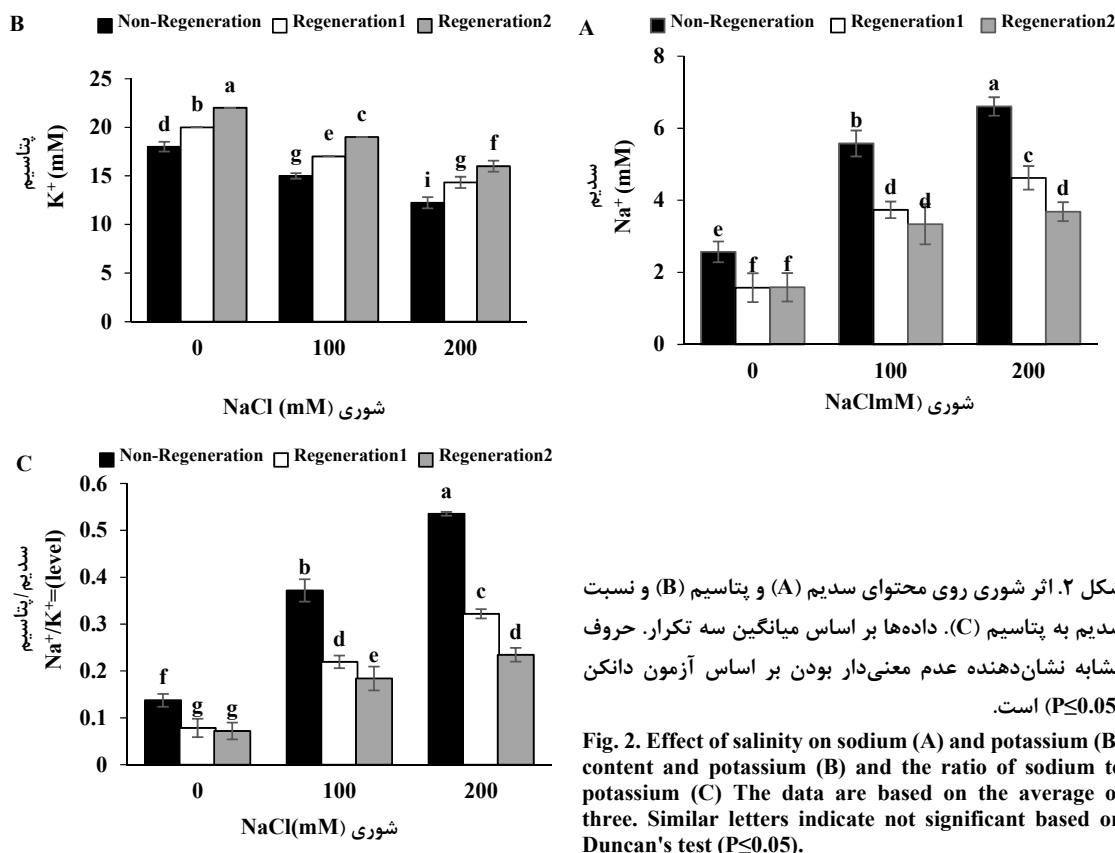 B
Non-Regeneration Regeneration1 Regeneration2
پتاسیم
K⁺ (mM)
25
20
15
10
5
0
d b a
g e c
i g f
0 100 200
NaCl (mM) شوری
A
Non-Regeneration Regeneration1 Regeneration2
سدیم
Na⁺ (mM)
8
6
4
2
0
e f f
b d d
a c d
0 100 200
NaClmM) شوری
C
Non-Regeneration Regeneration1 Regeneration2
سدیم/پتاسیم
Na⁺/K⁺=(level)
0.6
0.5
0.4
0.3
0.2
0.1
0
f g g
b d e
a c d
0 100 200
NaCl(mM) شوری
شکل ۲. اثر شوری روی محتوای سدیم (A) و پتاسیم (B) و نسبت
سدیم به پتاسیم (C). داده‌ها بر اساس میانگین سه تکرار. حروف
مشابه نشان‌دهنده عدم معنی‌دار بودن بر اساس آزمون دانکن
P≤0.05) است.
Fig. 2. Effect of salinity on sodium (A) and potassium (B)
content and potassium (B) and the ratio of sodium to
potassium (C) The data are based on the average of
three. Similar letters indicate not significant based on
Duncan's test (P≤0.05).